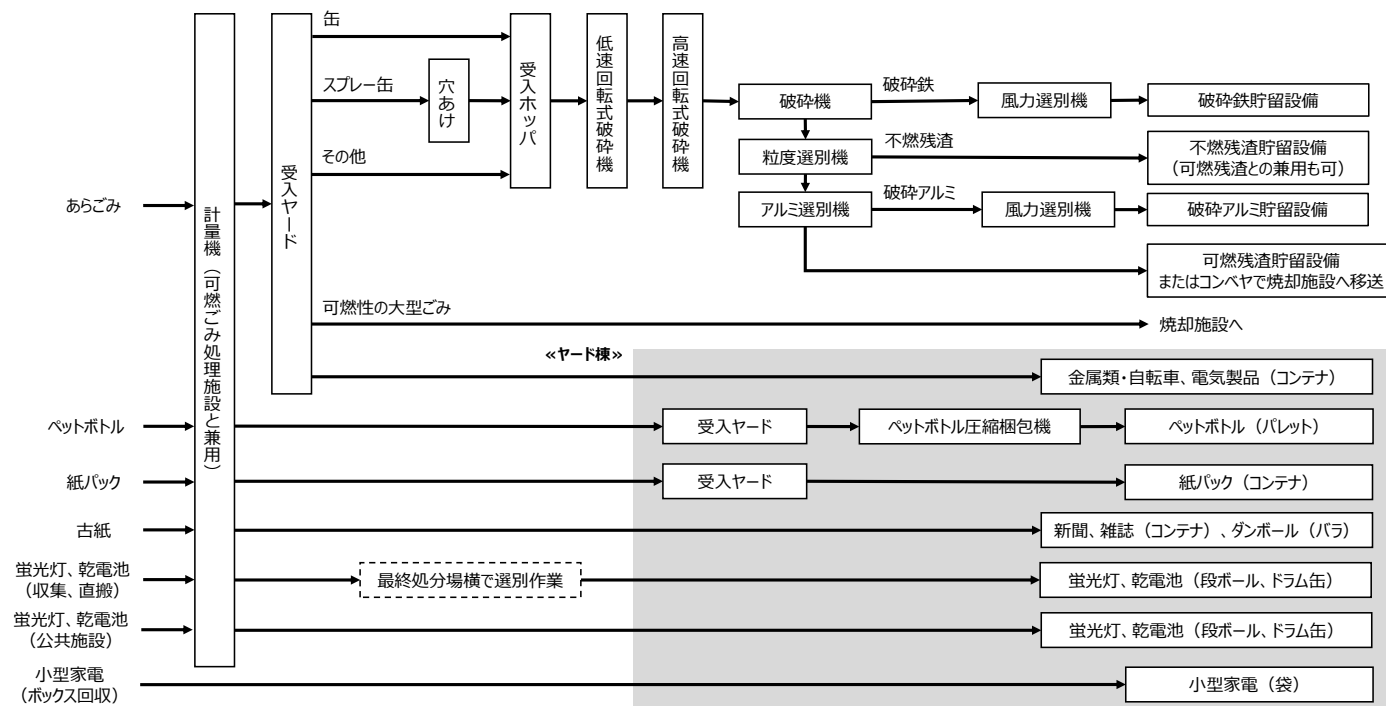 缶
スプレー缶
穴あけ
その他
受入ホッパ
低速回転式破砕機
高速回転式破砕機
破砕機
破砕鉄
風力選別機
破砕鉄貯留設備
粒度選別機
不燃残渣
不燃残渣貯留設備
（可燃残渣との兼用も可）
アルミ選別機
破砕アルミ
風力選別機
破砕アルミ貯留設備
可燃残渣貯留設備
またはコンベヤで焼却施設へ移送
あらごみ
計量機（可燃ごみ処理施設と兼用）
受入ヤード
可燃性の大型ごみ
焼却施設へ
≪ヤード棟≫
金属類・自転車、電気製品（コンテナ）
ペットボトル
受入ヤード
ペットボトル圧縮梱包機
ペットボトル（パレット）
紙パック
受入ヤード
紙パック（コンテナ）
古紙
新聞、雑誌（コンテナ）、ダンボール（バラ）
蛍光灯、乾電池
（収集、直搬）
最終処分場横で選別作業
蛍光灯、乾電池（段ボール、ドラム缶）
蛍光灯、乾電池
（公共施設）
蛍光灯、乾電池（段ボール、ドラム缶）
小型家電
（ボックス回収）
小型家電（袋）